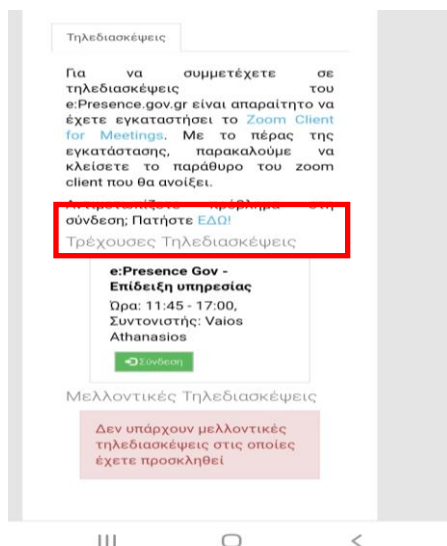 Τηλεδιασκέψεις
Για να συμμετέχετε σε
τηλεδιασκέψεις του
e:Presence.gov.gr είναι απαραίτητο να
έχετε εγκαταστήσει το Zoom Client
for Meetings. Με το πέρας της
εγκατάστασης, παρακαλούμε να
κλείσετε το παράθυρο του zoom
client που θα ανοίξει.
Αντιμετωπίζετε πρόβλημα στη
σύνδεση; Πατήστε ΕΔΩ!
Τρέχουσες Τηλεδιασκέψεις
e:Presence Gov -
Επίδειξη υπηρεσίας
Ώρα: 11:45 - 17:00,
Συντονιστής: Vaios
Athanasios
Σύνδεση
Μελλοντικές Τηλεδιασκέψεις
Δεν υπάρχουν μελλοντικές
τηλεδιασκέψεις στις οποίες
έχετε προσκληθεί